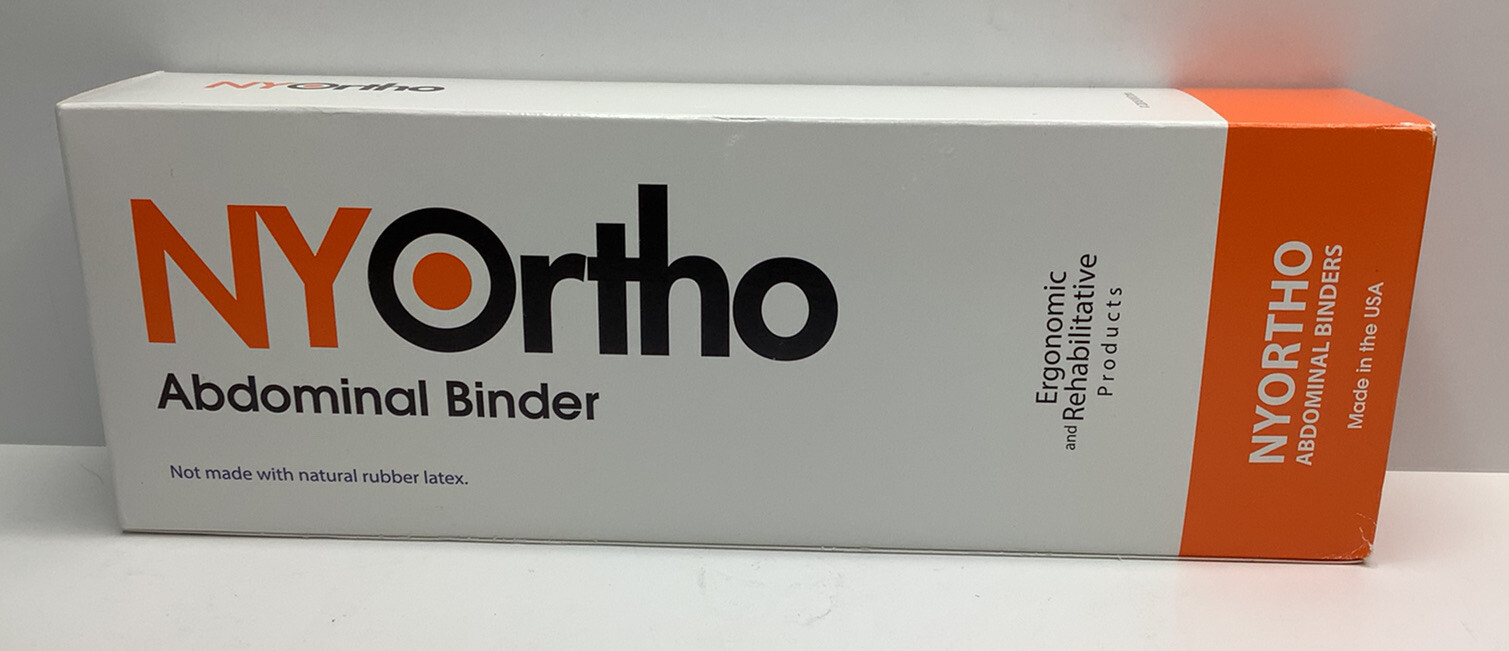 NYOrtho
NYOrtho
Abdominal Binder
Not made with natural rubber latex.
Ergonomic
and Rehabilitative
Products
NYORTHO
ABDOMINAL BINDERS
Made in the USA